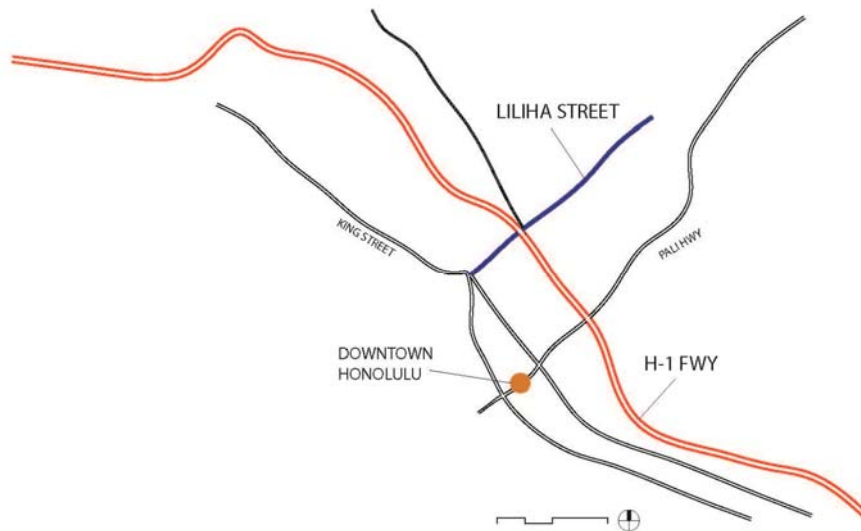 LILIHA STREET
KING STREET
PALI HWY
DOWNTOWN
HONOLULU
H-1 FWY